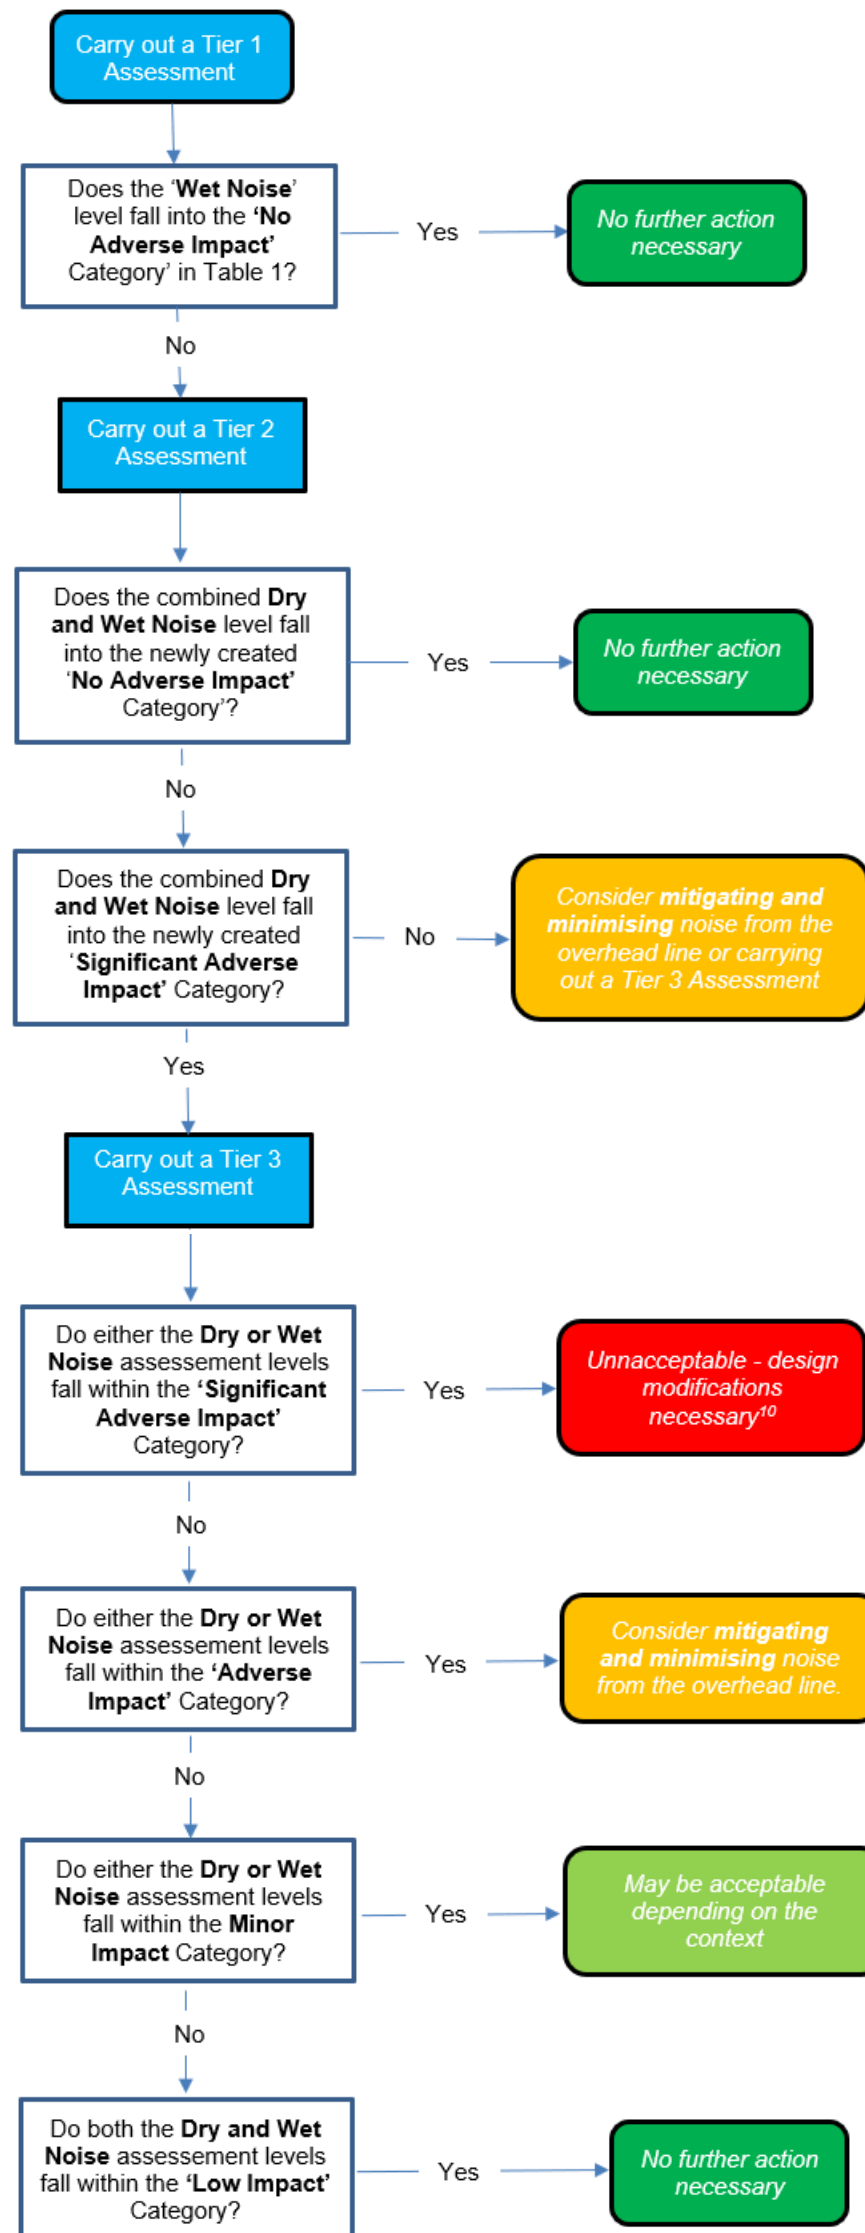 Carry out a Tier 1
Assessment
Does the ‘Wet Noise’
level fall into the ‘No
Adverse Impact’
Category’ in Table 1?
Yes
No further action
necessary
No
Carry out a Tier 2
Assessment
Does the combined Dry
and Wet Noise level fall
into the newly created
‘No Adverse Impact’
Category’?
Yes
No further action
necessary
No
Does the combined Dry
and Wet Noise level fall
into the newly created
‘Significant Adverse
Impact’ Category?
No
Consider mitigating and
minimising noise from the
overhead line or carrying
out a Tier 3 Assessment
Yes
Carry out a Tier 3
Assessment
Do either the Dry or Wet
Noise assessement levels
fall within the ‘Significant
Adverse Impact’
Category?
Yes
Unnacceptable - design
modifications
necessary¹⁰
No
Do either the Dry or Wet
Noise assessement levels
fall within the ‘Adverse
Impact’ Category?
Yes
Consider mitigating
and minimising noise
from the overhead line.
No
Do either the Dry or Wet
Noise assessment levels
fall within the Minor
Impact Category?
Yes
May be acceptable
depending on the
context
No
Do both the Dry and Wet
Noise assessement levels
fall within the ‘Low Impact’
Category?
Yes
No further action
necessary